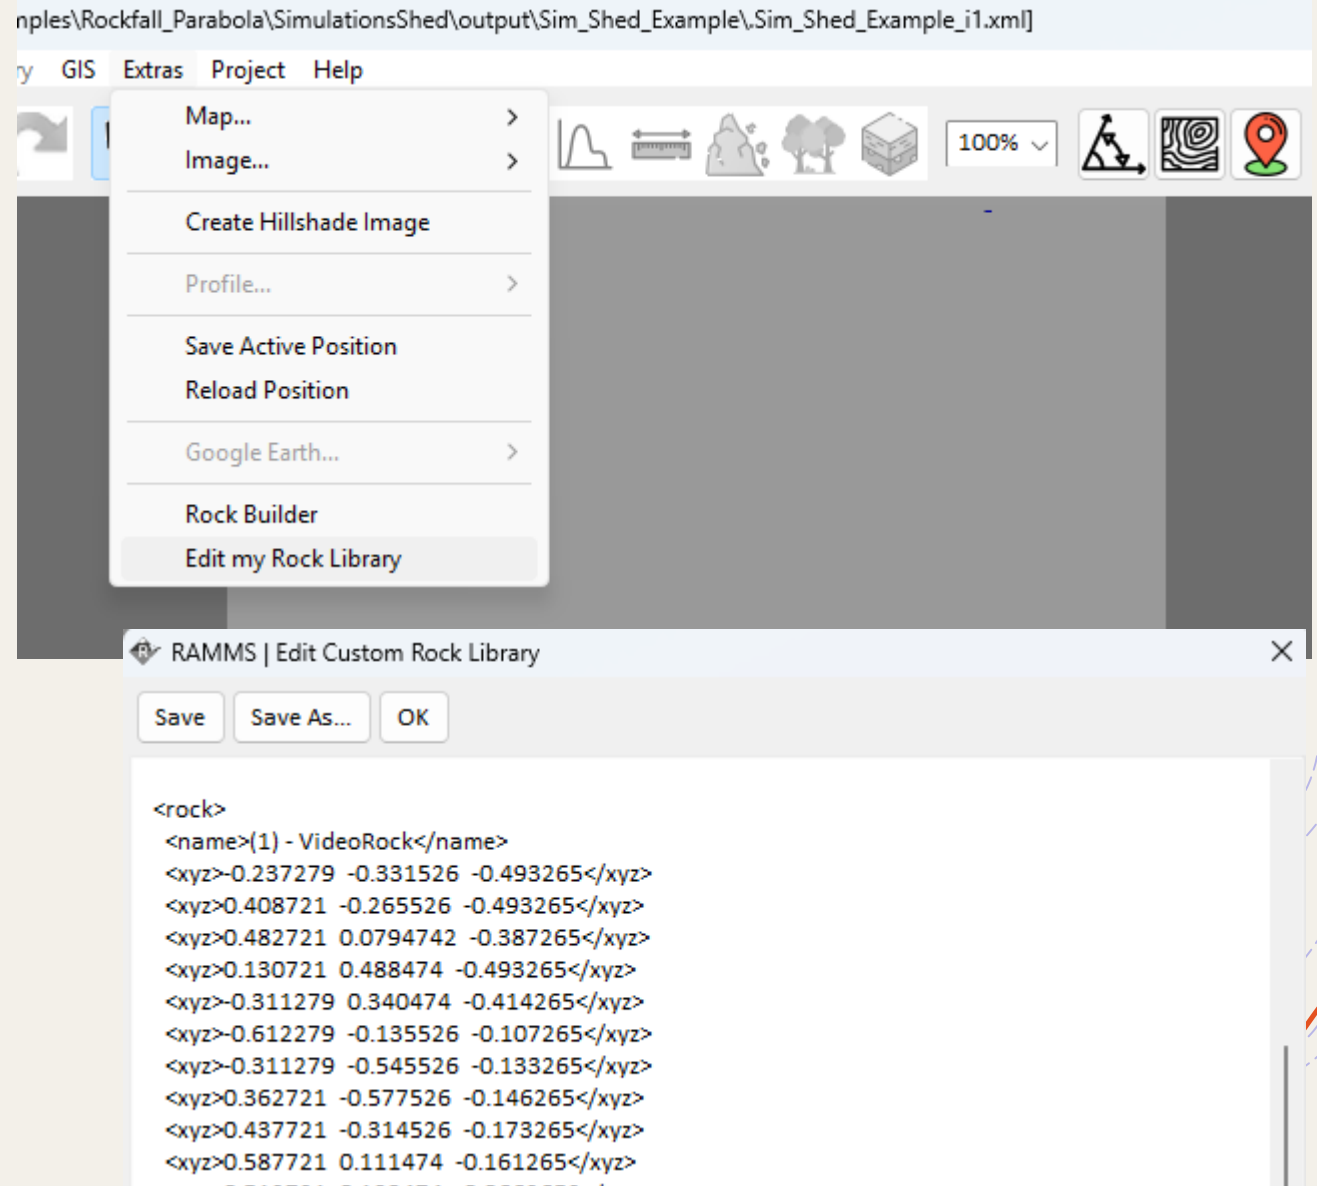 mples\Rockfall_Parabola\SimulationsShed\output\Sim_Shed_Example\.Sim_Shed_Example_i1.xml]
GIS Extras Project Help
Map...
Image...
100%
Create Hillshade Image
Profile...
Save Active Position
Reload Position
Google Earth...
Rock Builder
Edit my Rock Library
RAMMS | Edit Custom Rock Library
Save Save As... OK
<rock>
<name>(1) - VideoRock</name>
<xyz>-0.237279 -0.331526 -0.493265</xyz>
<xyz>0.408721 -0.265526 -0.493265</xyz>
<xyz>0.482721 0.0794742 -0.387265</xyz>
<xyz>0.130721 0.488474 -0.493265</xyz>
<xyz>-0.311279 0.340474 -0.414265</xyz>
<xyz>-0.612279 -0.135526 -0.107265</xyz>
<xyz>-0.311279 -0.545526 -0.133265</xyz>
<xyz>0.362721 -0.577526 -0.146265</xyz>
<xyz>0.437721 -0.314526 -0.173265</xyz>
<xyz>0.587721 0.111474 -0.161265</xyz>